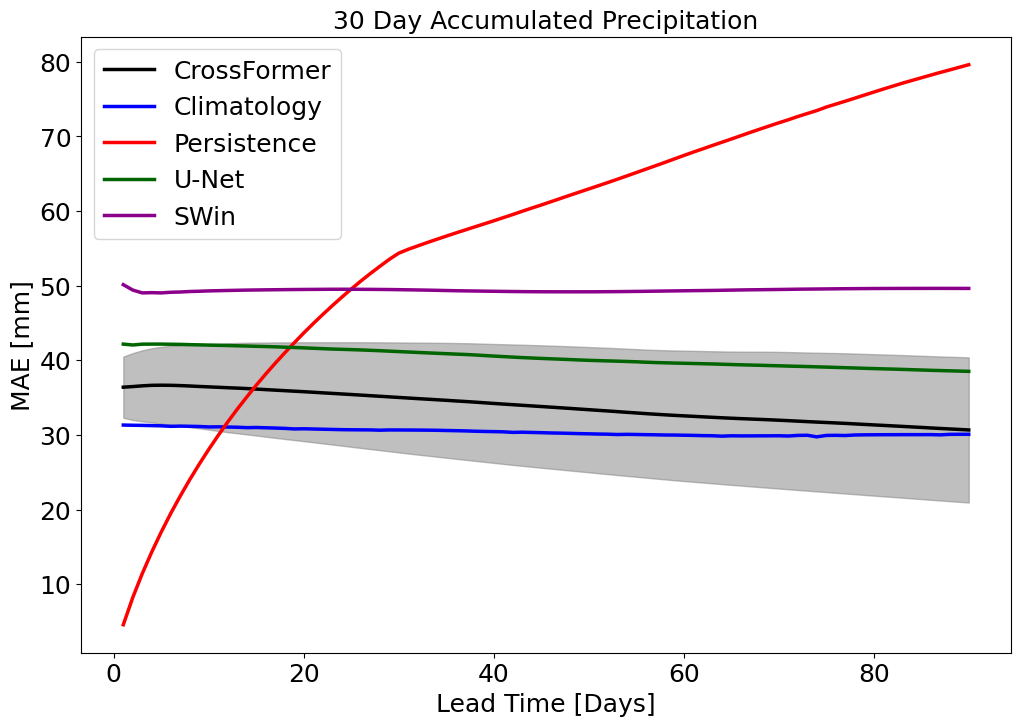 30 Day Accumulated Precipitation
CrossFormer
Climatology
Persistence
U-Net
SWin
MAE [mm]
80
70
60
50
40
30
20
10
0 20 40 60 80
Lead Time [Days]